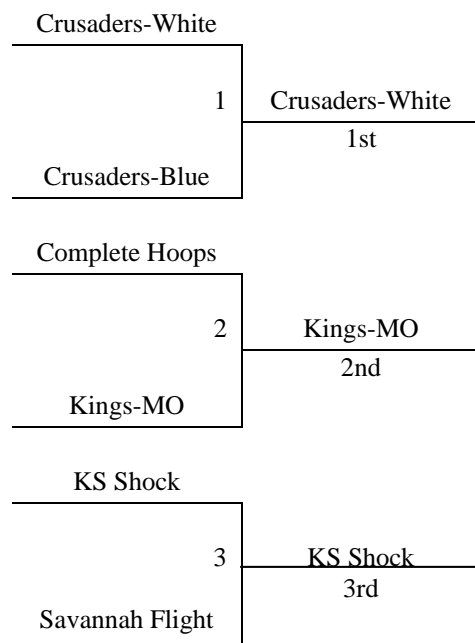 Crusaders-White
1 Crusaders-White
1st
Crusaders-Blue
Complete Hoops
2 Kings-MO
2nd
Kings-MO
KS Shock
3 KS Shock
3rd
Savannah Flight